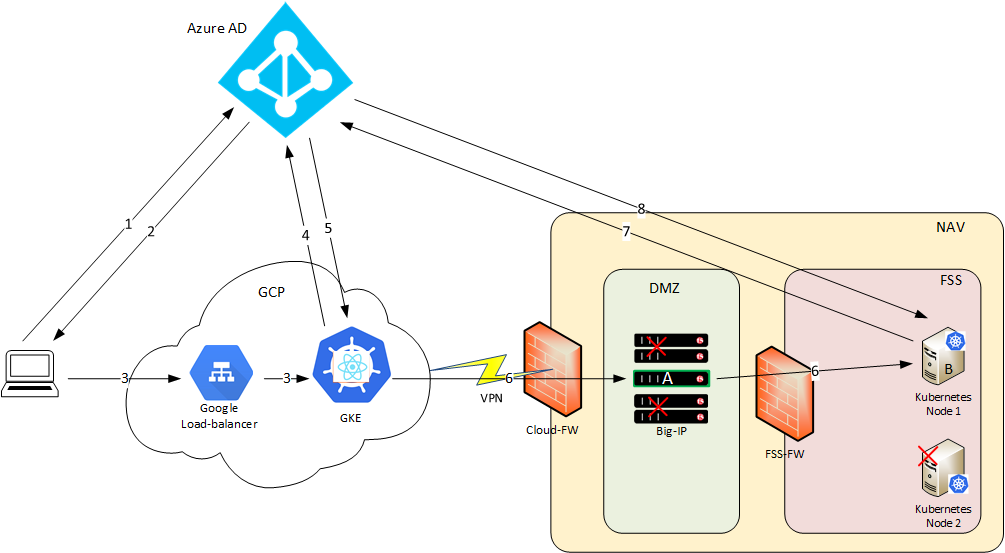 Azure AD
1
2
4
5
8
7
NAV
GCP
DMZ
FSS
3
3
6
A
6
B
Google
Load-balancer
GKE
VPN
Cloud-FW
Big-IP
FSS-FW
Kubernetes
Node 1
Kubernetes
Node 2